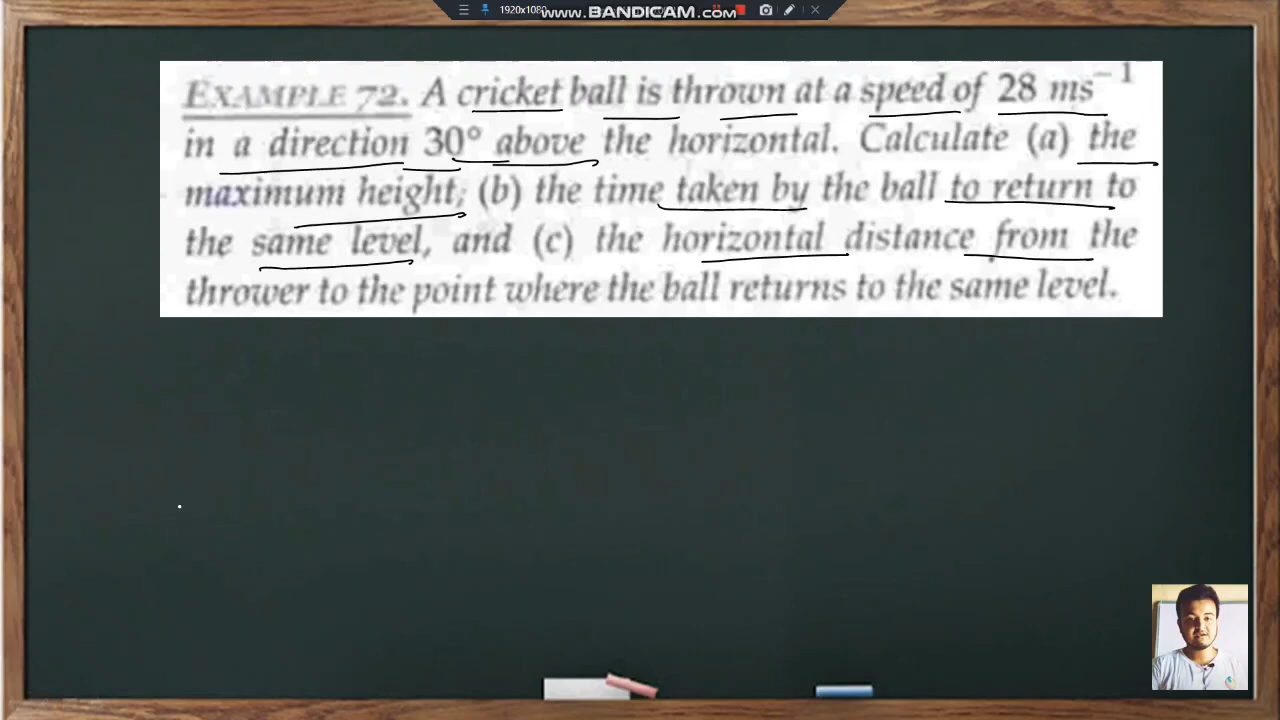 1920x1080
www.BANDICAM.com
EXAMPLE 72. A cricket ball is thrown at a speed of 28 ms⁻¹
in a direction 30° above the horizontal. Calculate (a) the
maximum height, (b) the time taken by the ball to return to
the same level, and (c) the horizontal distance from the
thrower to the point where the ball returns to the same level.